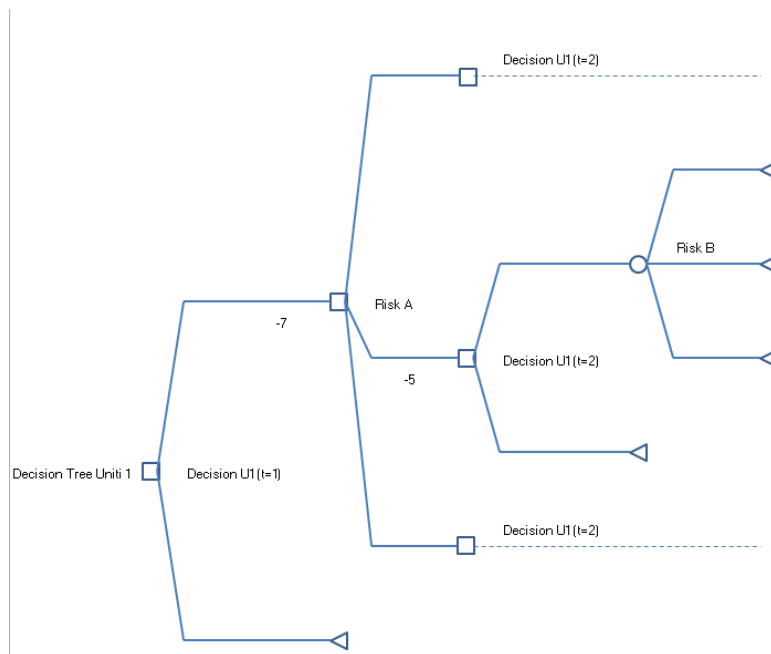 Decision U1(t=2)
Risk B
Risk A
-7
Decision U1(t=2)
-5
Decision Tree Uniti 1
Decision U1(t=1)
Decision U1(t=2)